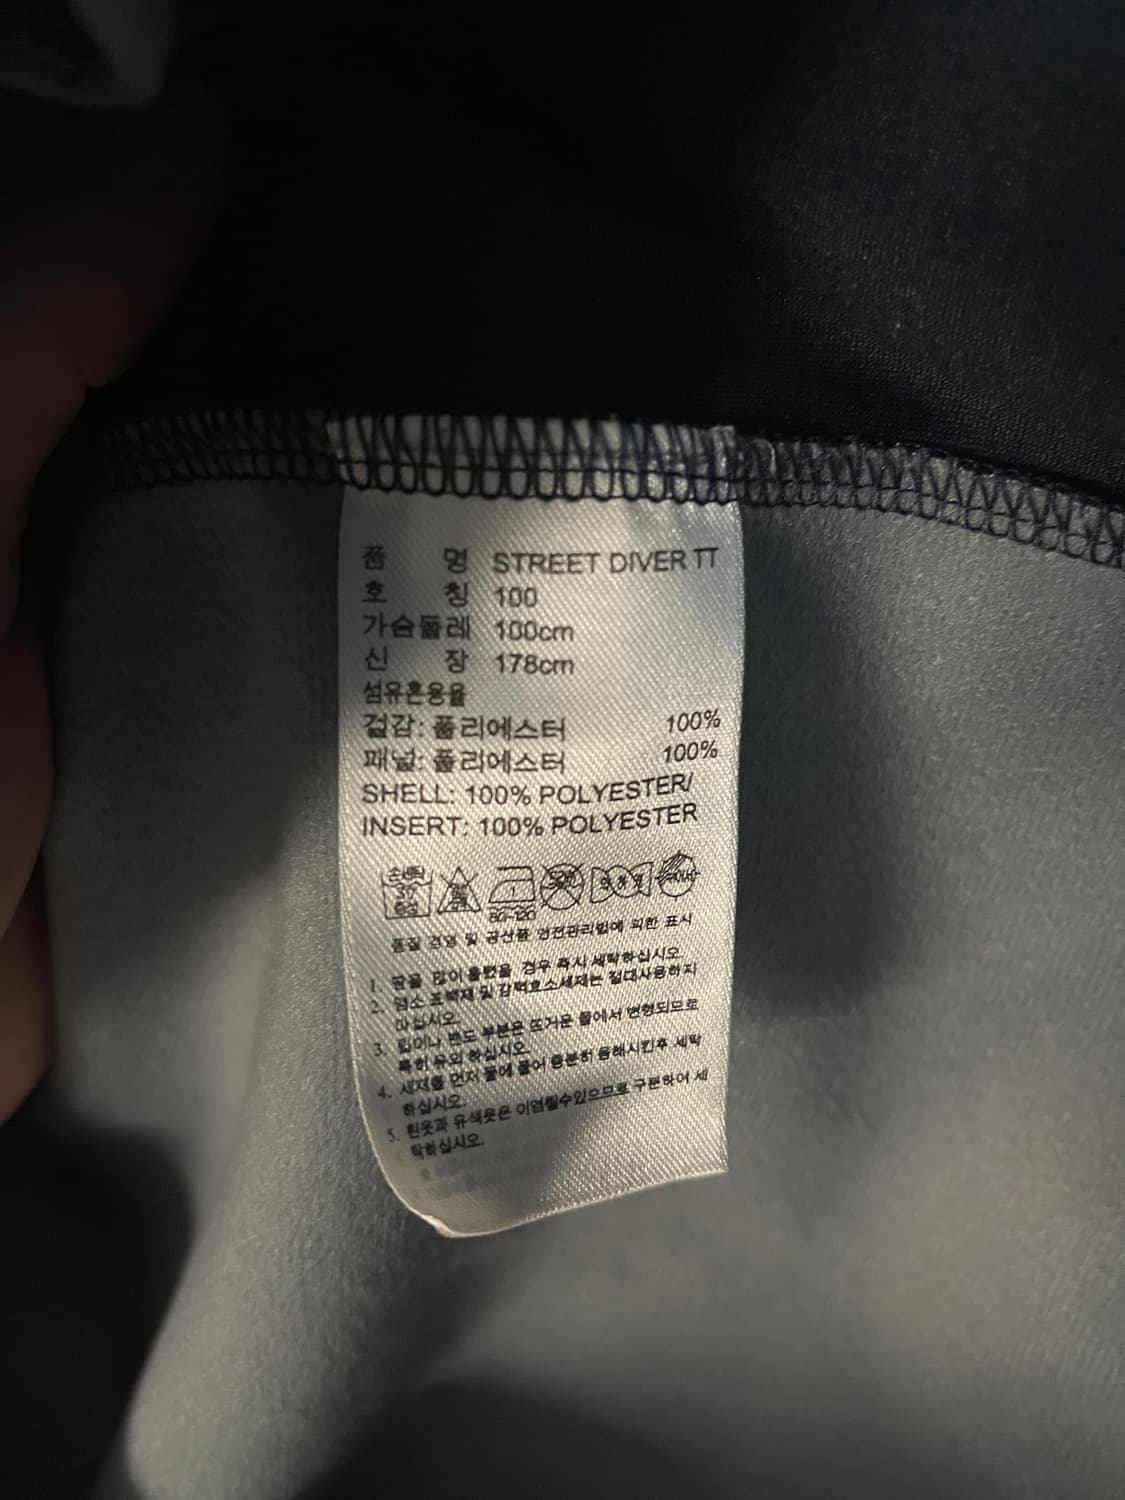 품 명 STREET DIVER TT
호 칭 100
가슴둘레 100cm
신 장 178cm
섬유혼용율
겉감: 폴리에스터 100%
패널: 폴리에스터 100%
SHELL: 100% POLYESTER/
INSERT: 100% POLYESTER
손세탁
30℃
중성
80-120
품질 경영 및 공산품 안전관리법에 의한 표시
1. 땀을 많이 흘렸을 경우 즉시 세탁하십시오.
2. 염소 표백제 및 강력효소세제는 절대사용하지
마십시오.
3. 립이나 밴드 부분은 뜨거운 물에서 변형되므로
특히 유의 하십시오.
4. 세제를 먼저 물에 풀어 충분히 용해시킨후 세탁
하십시오.
5. 흰옷과 유색옷은 이염될수있으므로 구분하여 세
탁하십시오.